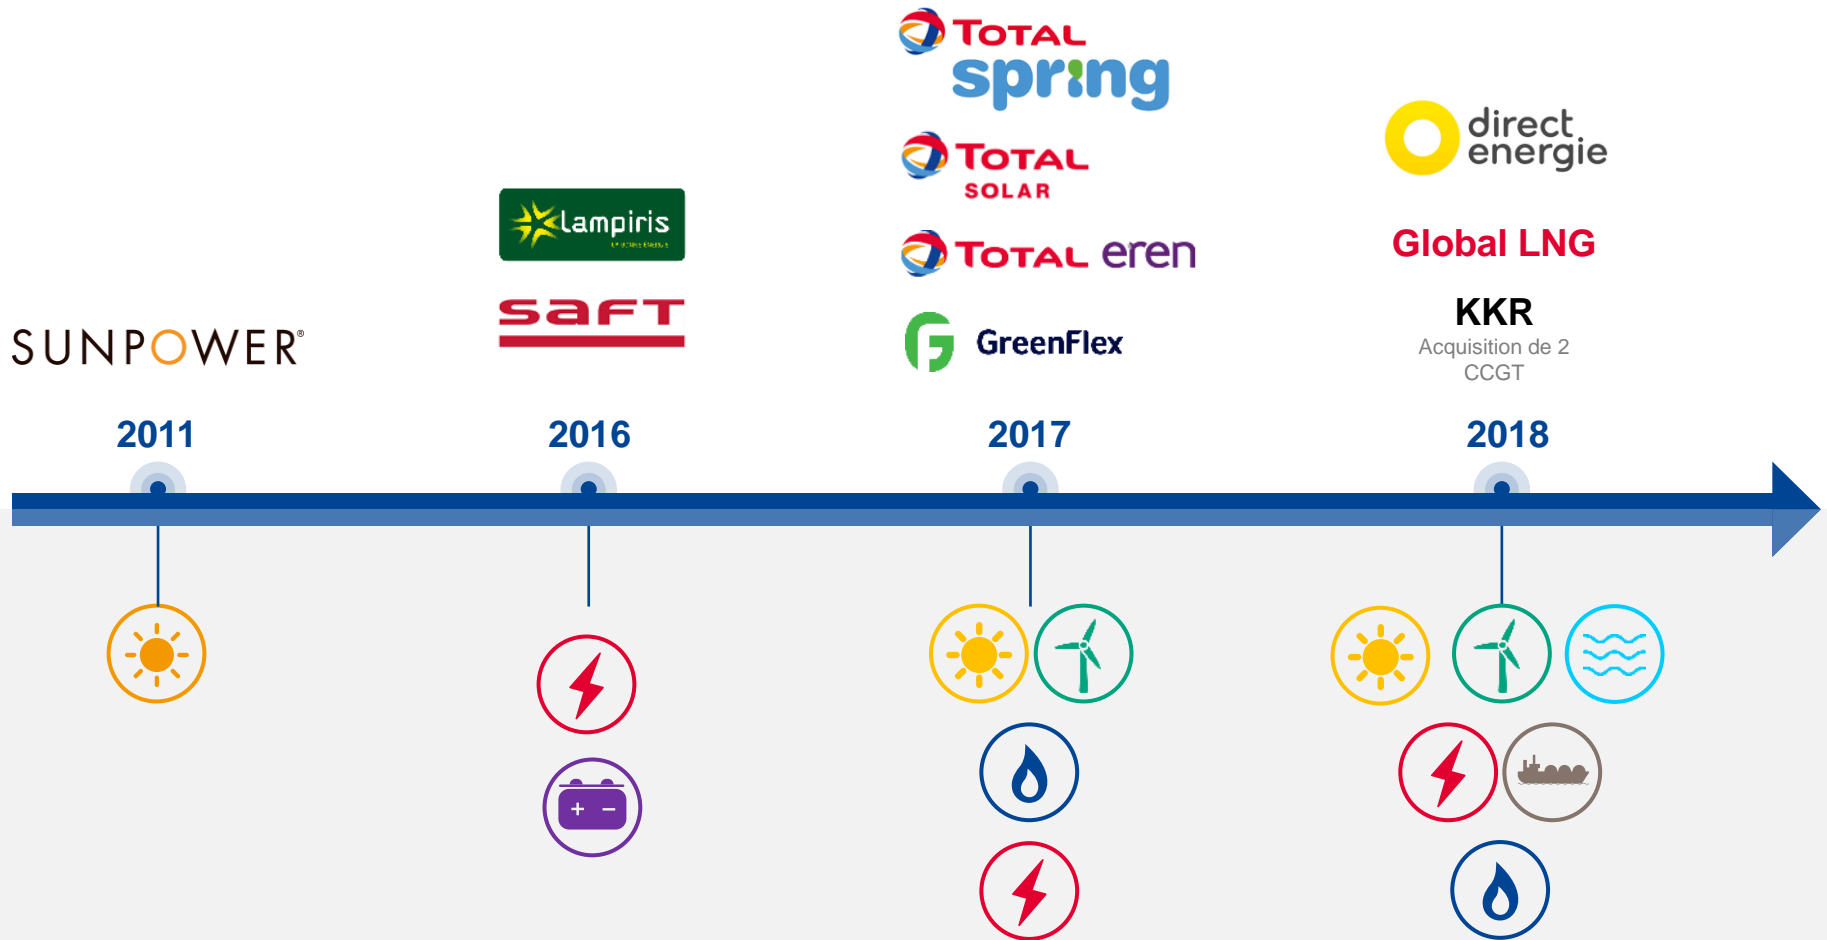 TOTAL
spring
TOTAL
SOLAR
TOTAL eren
GreenFlex
Lampiris
SAFT
SUNPOWER®
direct
energie
Global LNG
KKR
Acquisition de 2
CCGT
2011
2016
2017
2018
+ −